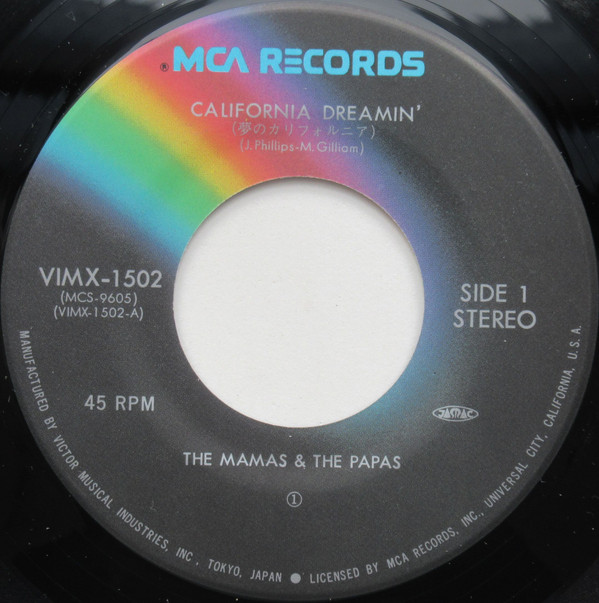 ® MCA RECORDS
CALIFORNIA DREAMIN'
(夢のカリフォルニア)
(J. Phillips-M. Gilliam)
VIMX-1502
(MCS-9605)
(VIMX-1502-A)
SIDE 1
STEREO
45 RPM
JASRAC
THE MAMAS & THE PAPAS
①
MANUFACTURED BY VICTOR MUSICAL INDUSTRIES, INC., TOKYO, JAPAN ● LICENSED BY MCA RECORDS, INC., UNIVERSAL CITY, CALIFORNIA, U.S.A.